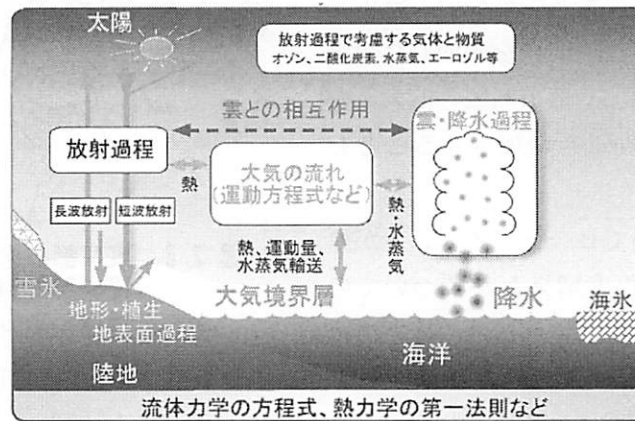 太陽
放射過程で考慮する気体と物質
オゾン、二酸化炭素、水蒸気、エーロゾル等
雲との相互作用
雲・降水過程
放射過程
熱
大気の流れ
(運動方程式など)
熱・水蒸気
長波放射
短波放射
熱、運動量、
水蒸気輸送
雪氷
大気境界層
降水
海氷
地形・植生
地表面過程
海洋
陸地
流体力学の方程式、熱力学の第一法則など